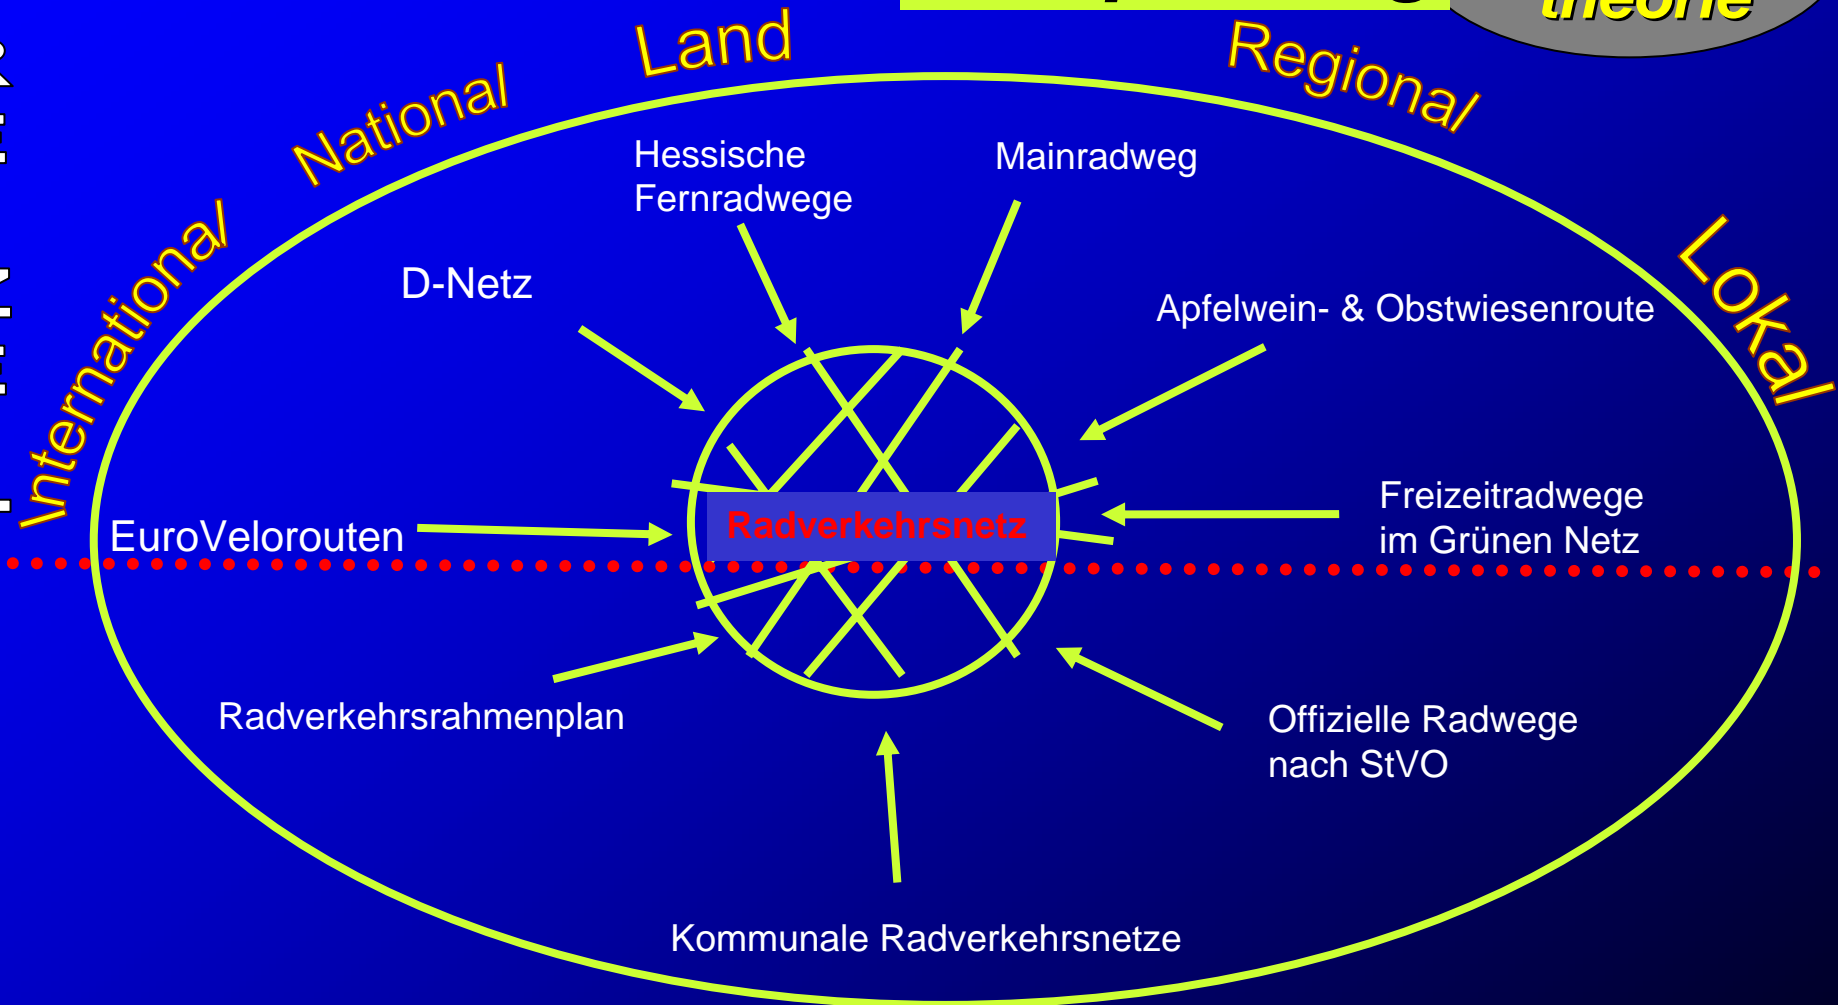 theorie
International
National
Land
Regional
Lokal
Hessische
Fernradwege
Mainradweg
D-Netz
Apfelwein- & Obstwiesenroute
EuroVelorouten
Radverkehrsnetz
Freizeitradwege
im Grünen Netz
Radverkehrsrahmenplan
Offizielle Radwege
nach StVO
Kommunale Radverkehrsnetze